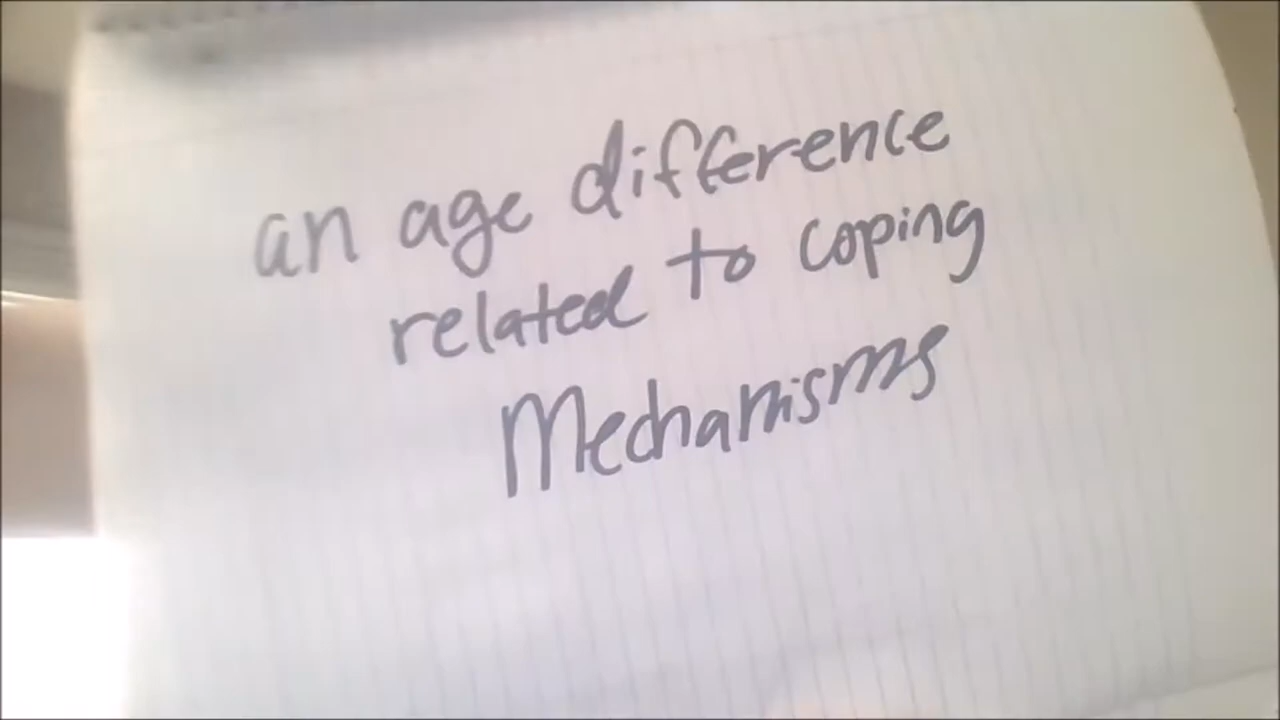 an age difference
related to coping
Mechanisms